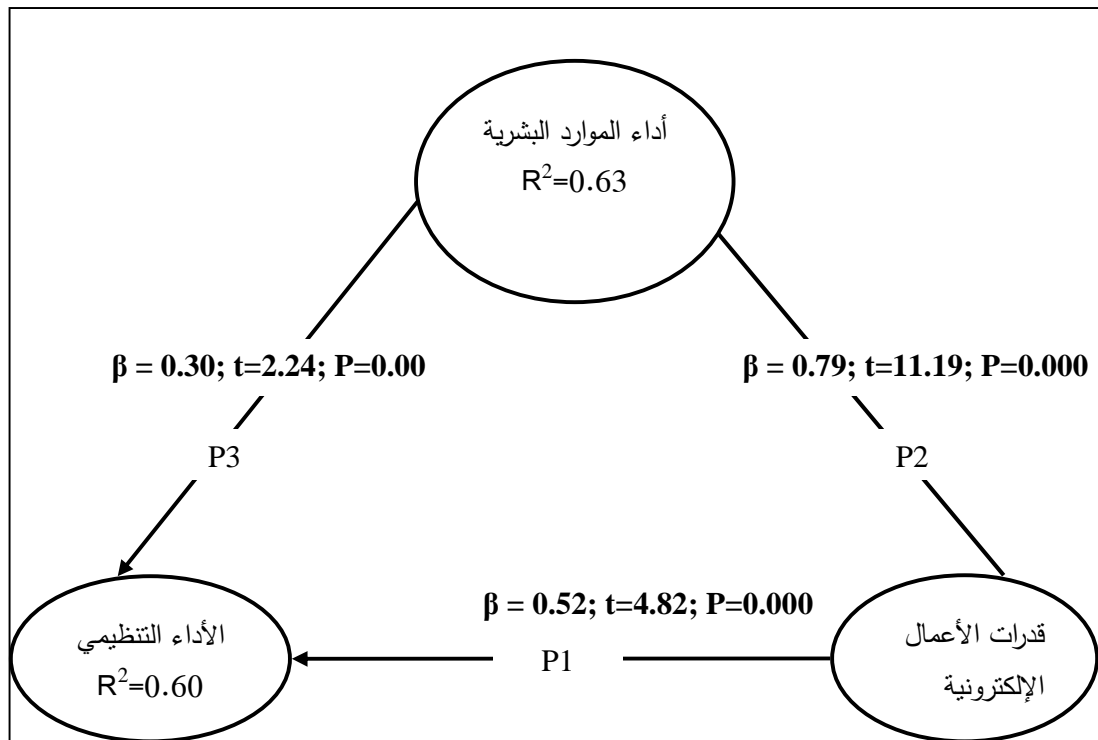 أداء الموارد البشرية
R²=0.63
β = 0.30; t=2.24; P=0.00
β = 0.79; t=11.19; P=0.000
P3
P2
β = 0.52; t=4.82; P=0.000
P1
الأداء التنظيمي
R²=0.60
قدرات الأعمال
الإلكترونية